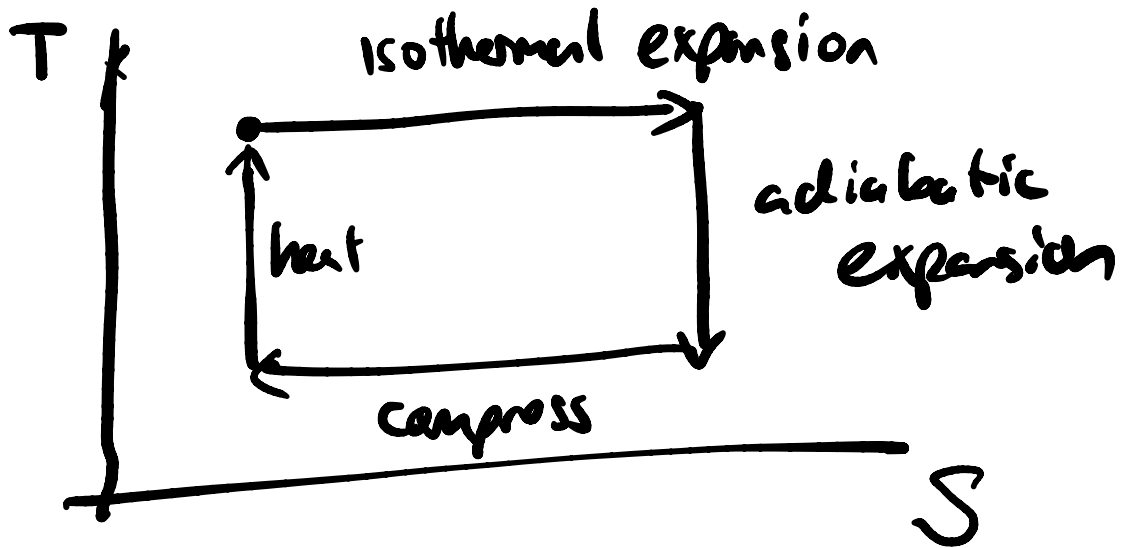 T
isothermal expansion
adiabatic
expansion
heat
compress
S